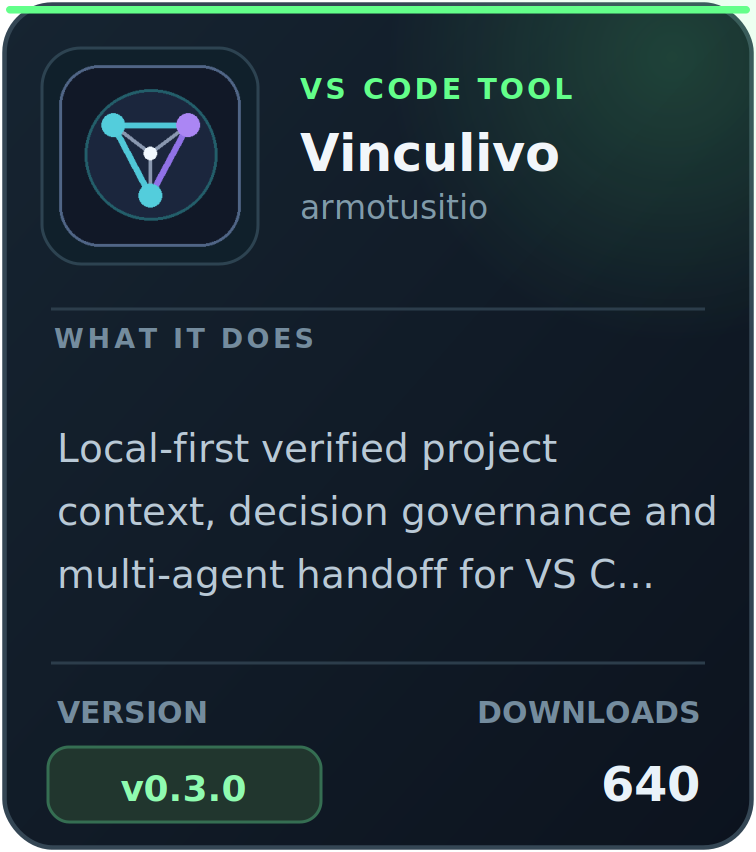 VS CODE TOOL
Vinculivo
armotusitio
WHAT IT DOES
Local-first verified project
context, decision governance and
multi-agent handoff for VS C...
VERSION
DOWNLOADS
v0.3.0
640